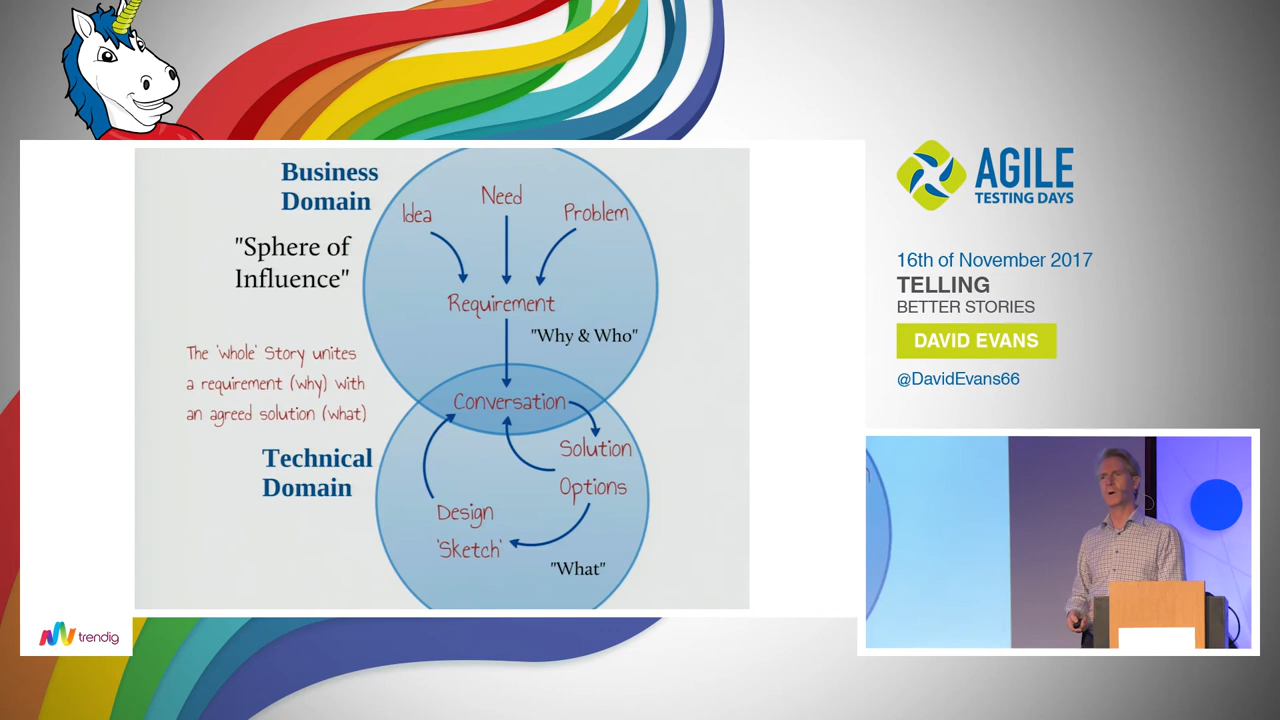 Business
Domain
"Sphere of
Influence"
Idea
Need
Problem
Requirement
"Why & Who"
The 'whole' Story unites
a requirement (why) with
an agreed solution (what)
Conversation
Technical
Domain
Solution
Options
Design
'Sketch'
"What"
trendig
AGILE
TESTING DAYS
16th of November 2017
TELLING
BETTER STORIES
DAVID EVANS
@DavidEvans66